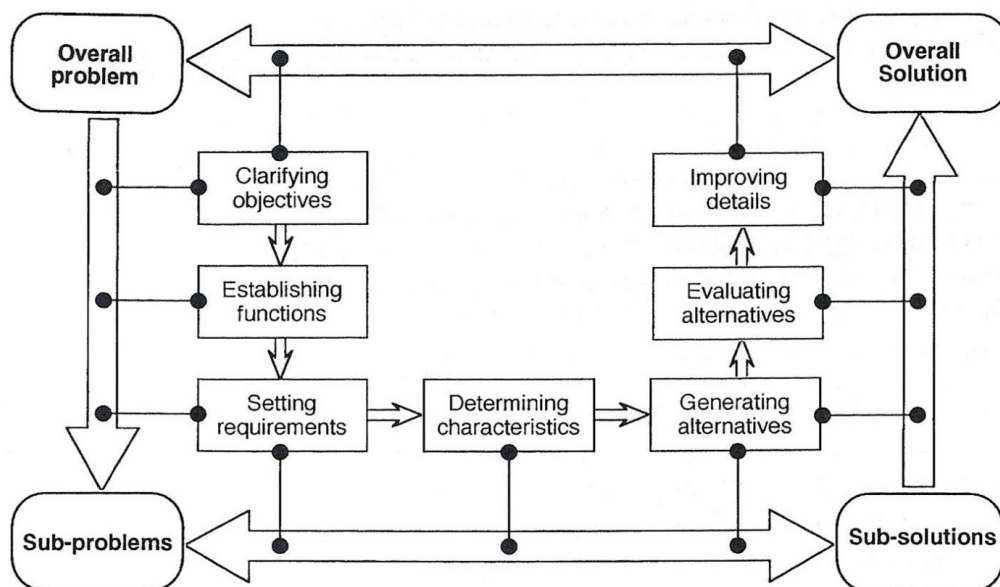 Overall
problem
Overall
Solution
Clarifying
objectives
Improving
details
Establishing
functions
Evaluating
alternatives
Setting
requirements
Determining
characteristics
Generating
alternatives
Sub-problems
Sub-solutions